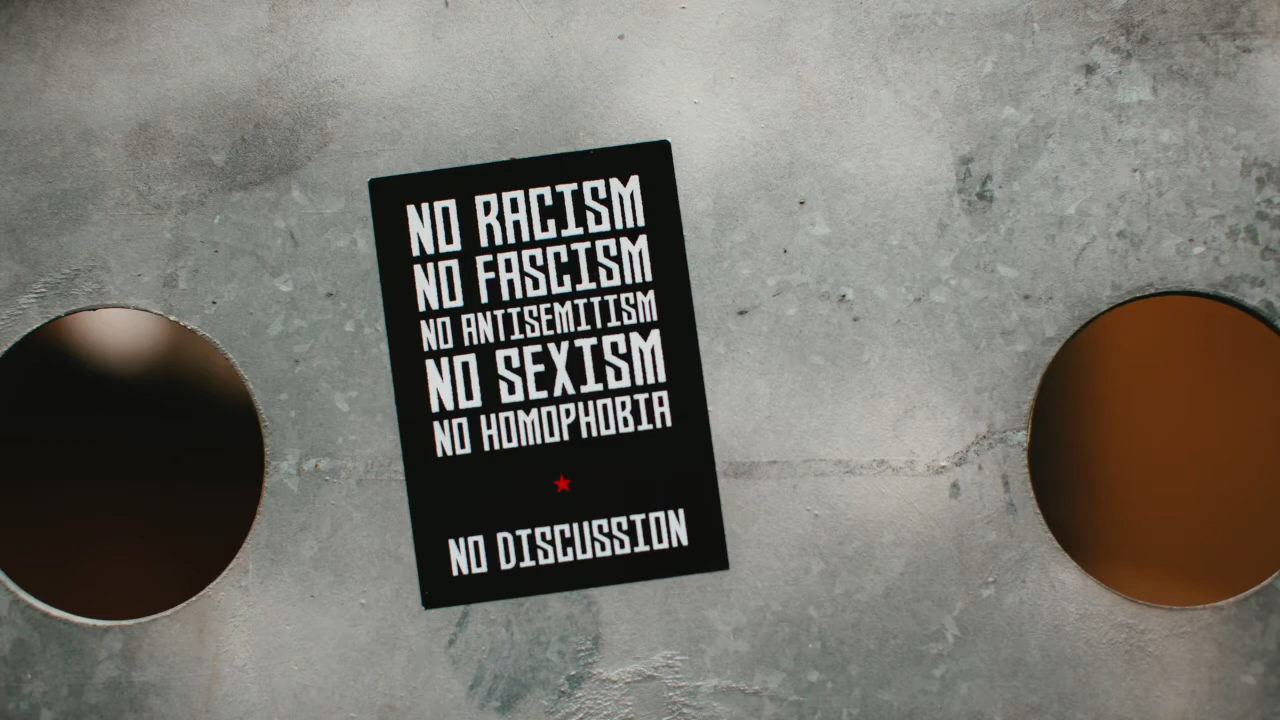 NO RACISM
NO FASCISM
NO ANTISEMITISM
NO SEXISM
NO HOMOPHOBIA
NO DISCUSSION